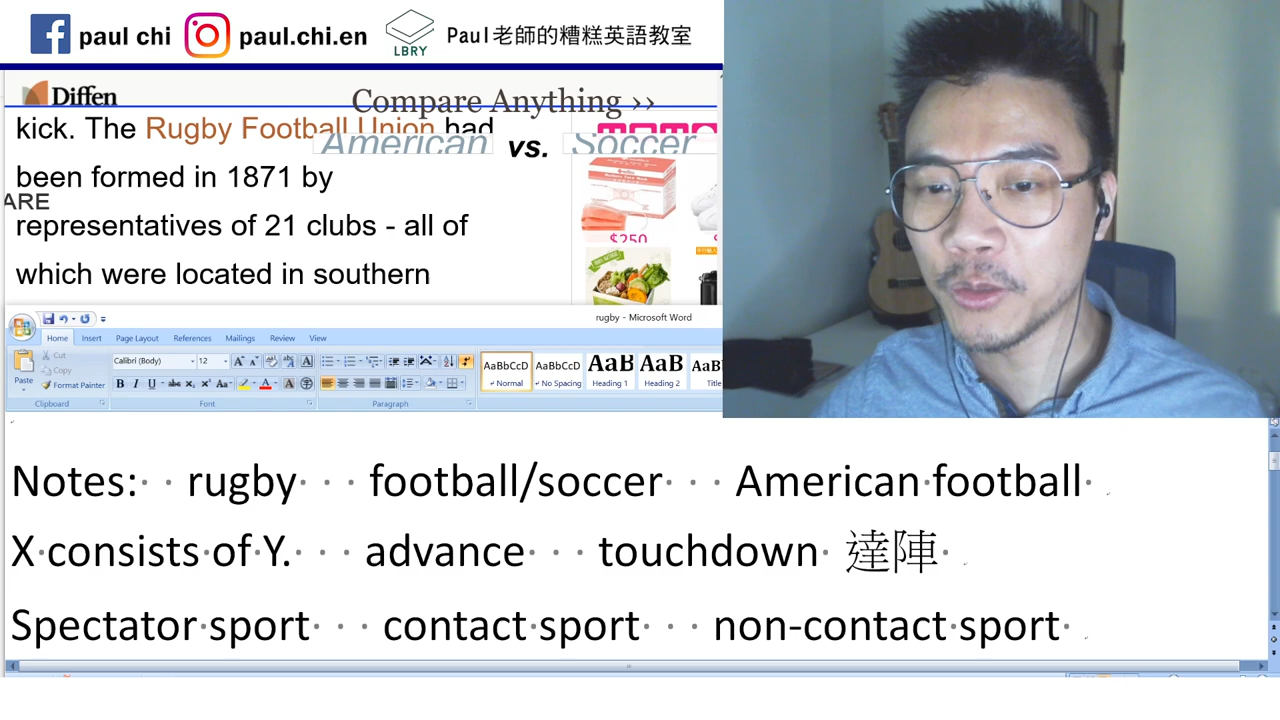 paul chi paul.chi.en LBRY Paul老師的糟糕英語教室
Diffen Compare Anything ››
kick. The Rugby Football Union had
American vs. Soccer
been formed in 1871 by
ARE
representatives of 21 clubs - all of
$250
which were located in southern
rugby - Microsoft Word
Home Insert Page Layout References Mailings Review View
Paste Cut Copy Format Painter
Calibri (Body) 12
AaBbCcD AaBbCcD AaB AaB AaB
Normal No Spacing Heading 1 Heading 2 Title
Clipboard Font Paragraph
Notes: rugby football/soccer American football
X consists of Y. advance touchdown 達陣
Spectator sport contact sport non-contact sport